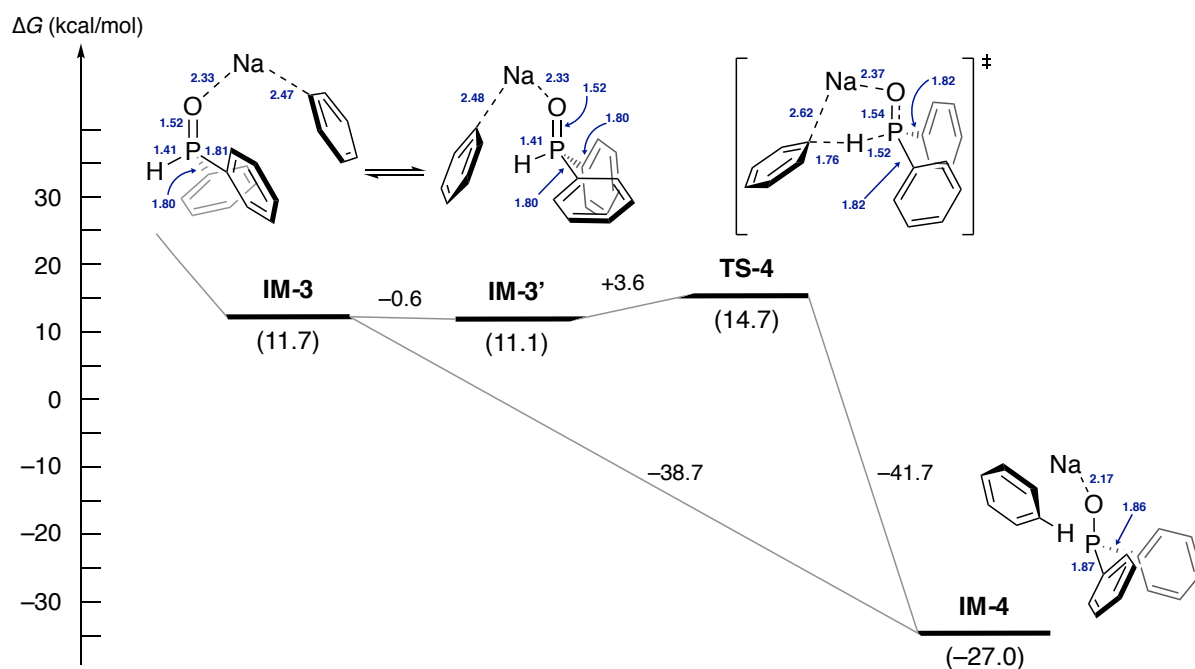 ΔG (kcal/mol)
30
20
10
0
–10
–20
–30
Na
2.33
2.47
O
1.52
1.41
P
1.81
H
1.80
Na
2.48
2.33
O
1.52
1.80
1.41
P
H
1.80
‡
Na
2.37
O
1.82
2.62
1.54
P
H
1.76
1.52
1.82
IM-3
(11.7)
–0.6
IM-3’
(11.1)
+3.6
TS-4
(14.7)
–38.7
–41.7
Na
2.17
O
1.86
H
P
1.87
IM-4
(–27.0)